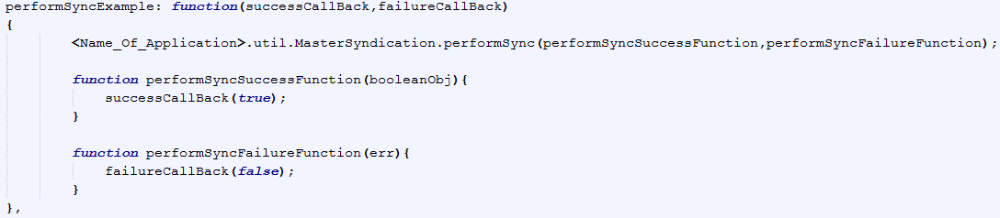 performSyncExample: function(successCallBack,failureCallBack)
{
<Name_Of_Application>.util.MasterSyndication.performSync(performSyncSuccessFunction,performSyncFailureFunction);
function performSyncSuccessFunction(booleanObj){
successCallBack(true);
}
function performSyncFailureFunction(err){
failureCallBack(false);
}
},